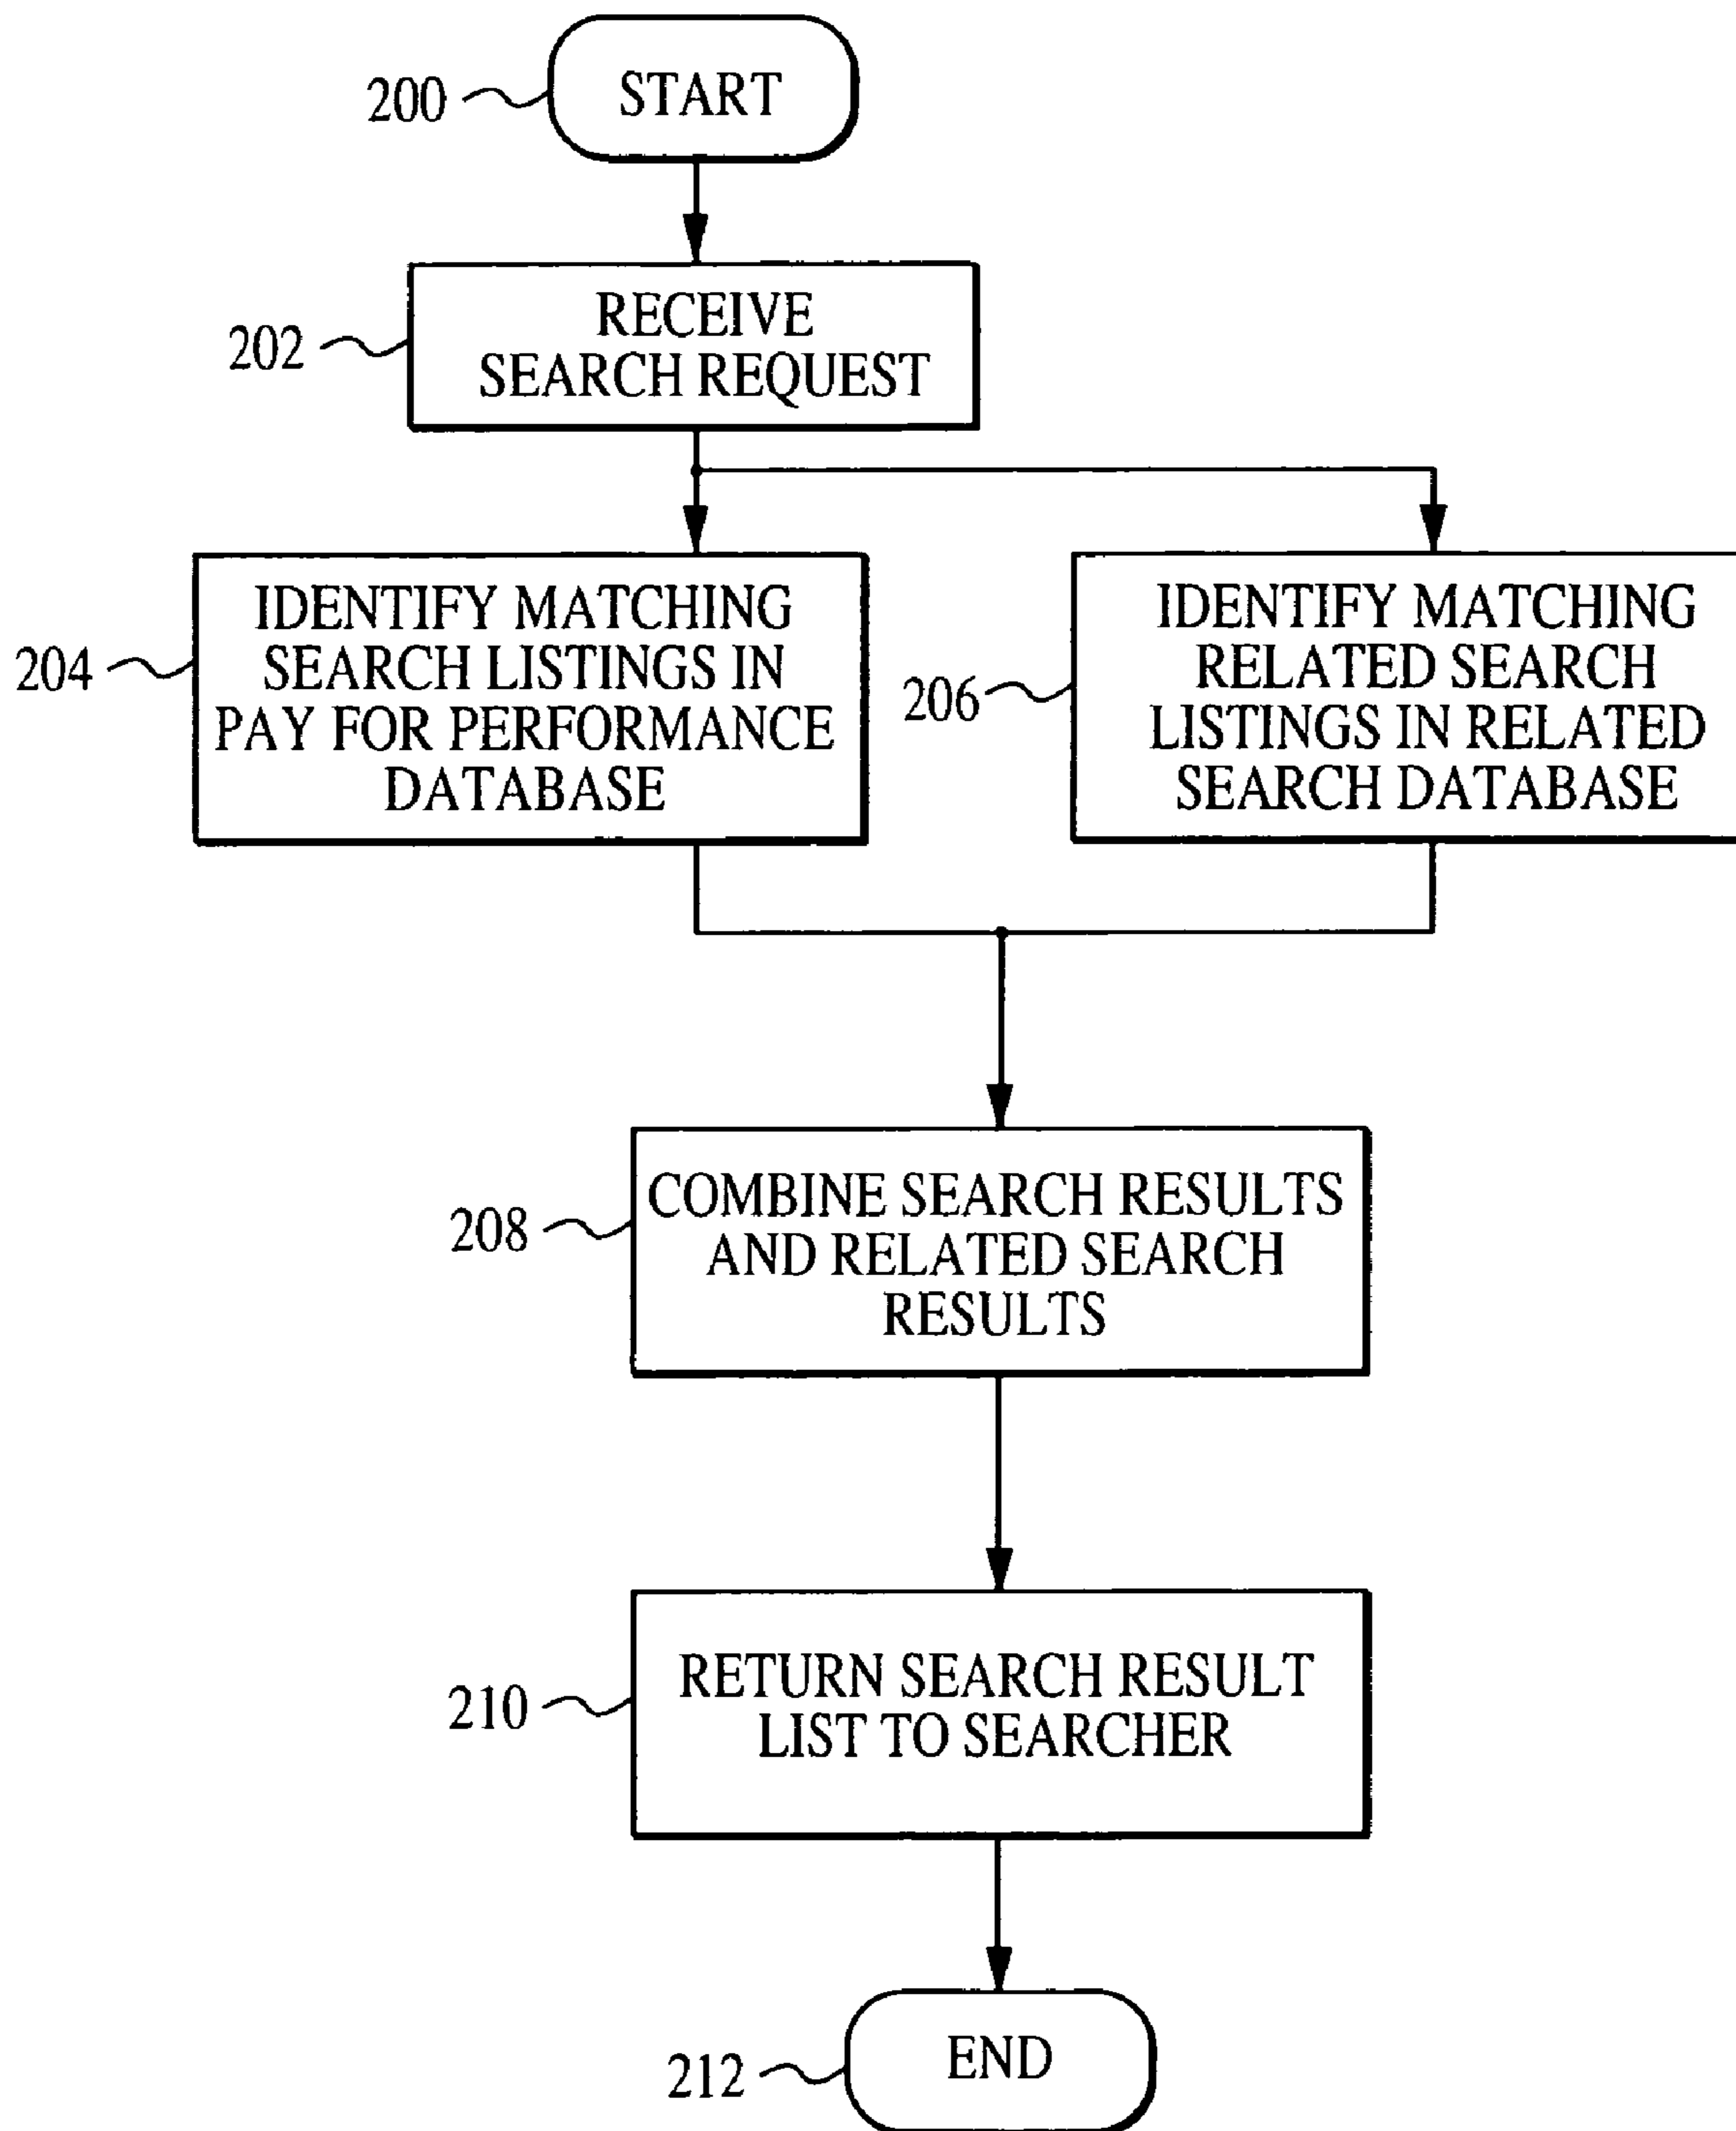 200
START
202
RECEIVE
SEARCH REQUEST
204
IDENTIFY MATCHING
SEARCH LISTINGS IN
PAY FOR PERFORMANCE
DATABASE
206
IDENTIFY MATCHING
RELATED SEARCH
LISTINGS IN RELATED
SEARCH DATABASE
208
COMBINE SEARCH RESULTS
AND RELATED SEARCH
RESULTS
210
RETURN SEARCH RESULT
LIST TO SEARCHER
212
END